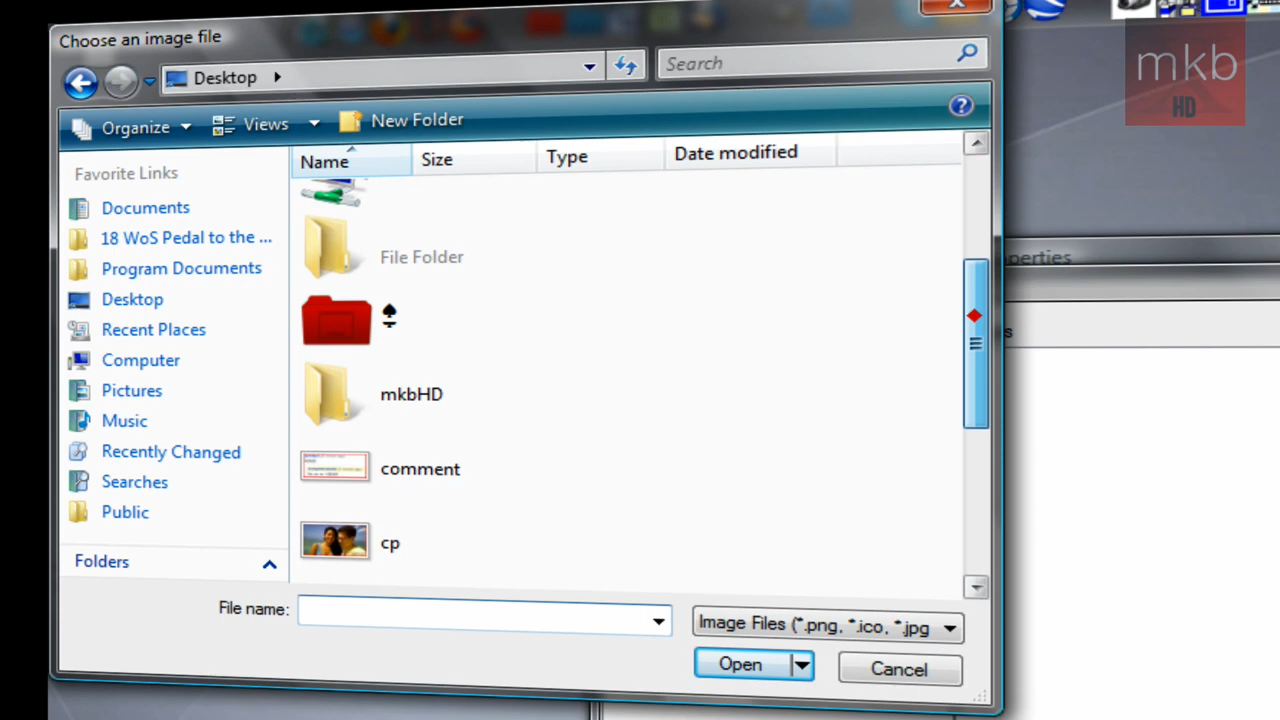 Choose an image file
Desktop
Search
mkb
HD
Organize
Views
New Folder
Name
Size
Type
Date modified
Favorite Links
Documents
18 WoS Pedal to the ...
Program Documents
Desktop
Recent Places
Computer
Pictures
Music
Recently Changed
Searches
Public
Folders
File Folder
mkbHD
comment
cp
File name:
Image Files (*.png, *.ico, *.jpg
Open
Cancel
perties
s